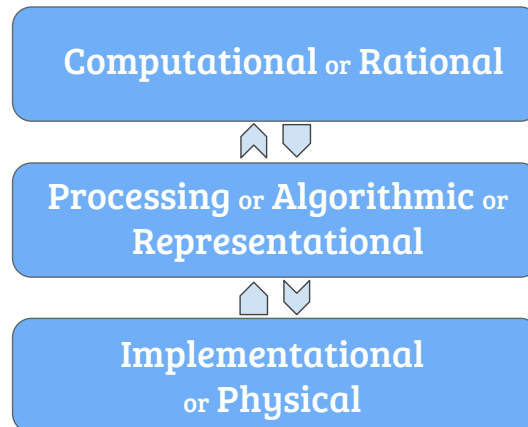 Computational or Rational
Processing or Algorithmic or
Representational
Implementational
or Physical